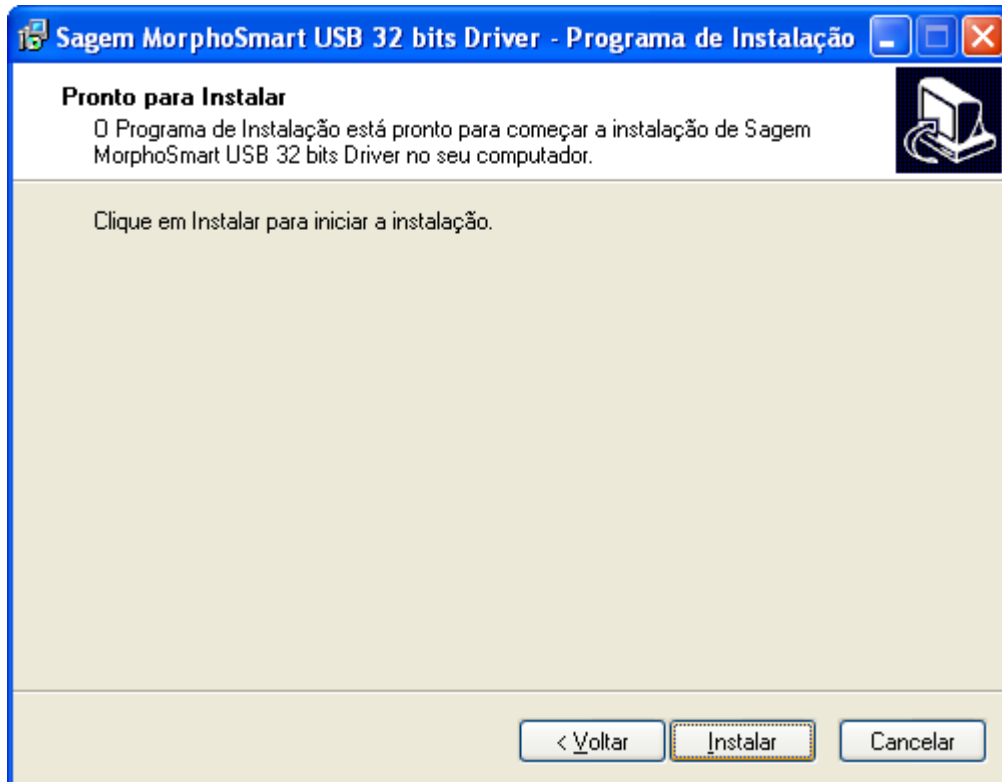 Sagem MorphoSmart USB 32 bits Driver - Programa de Instalação
Pronto para Instalar
O Programa de Instalação está pronto para começar a instalação de Sagem
MorphoSmart USB 32 bits Driver no seu computador.
Clique em Instalar para iniciar a instalação.
< Voltar
Instalar
Cancelar